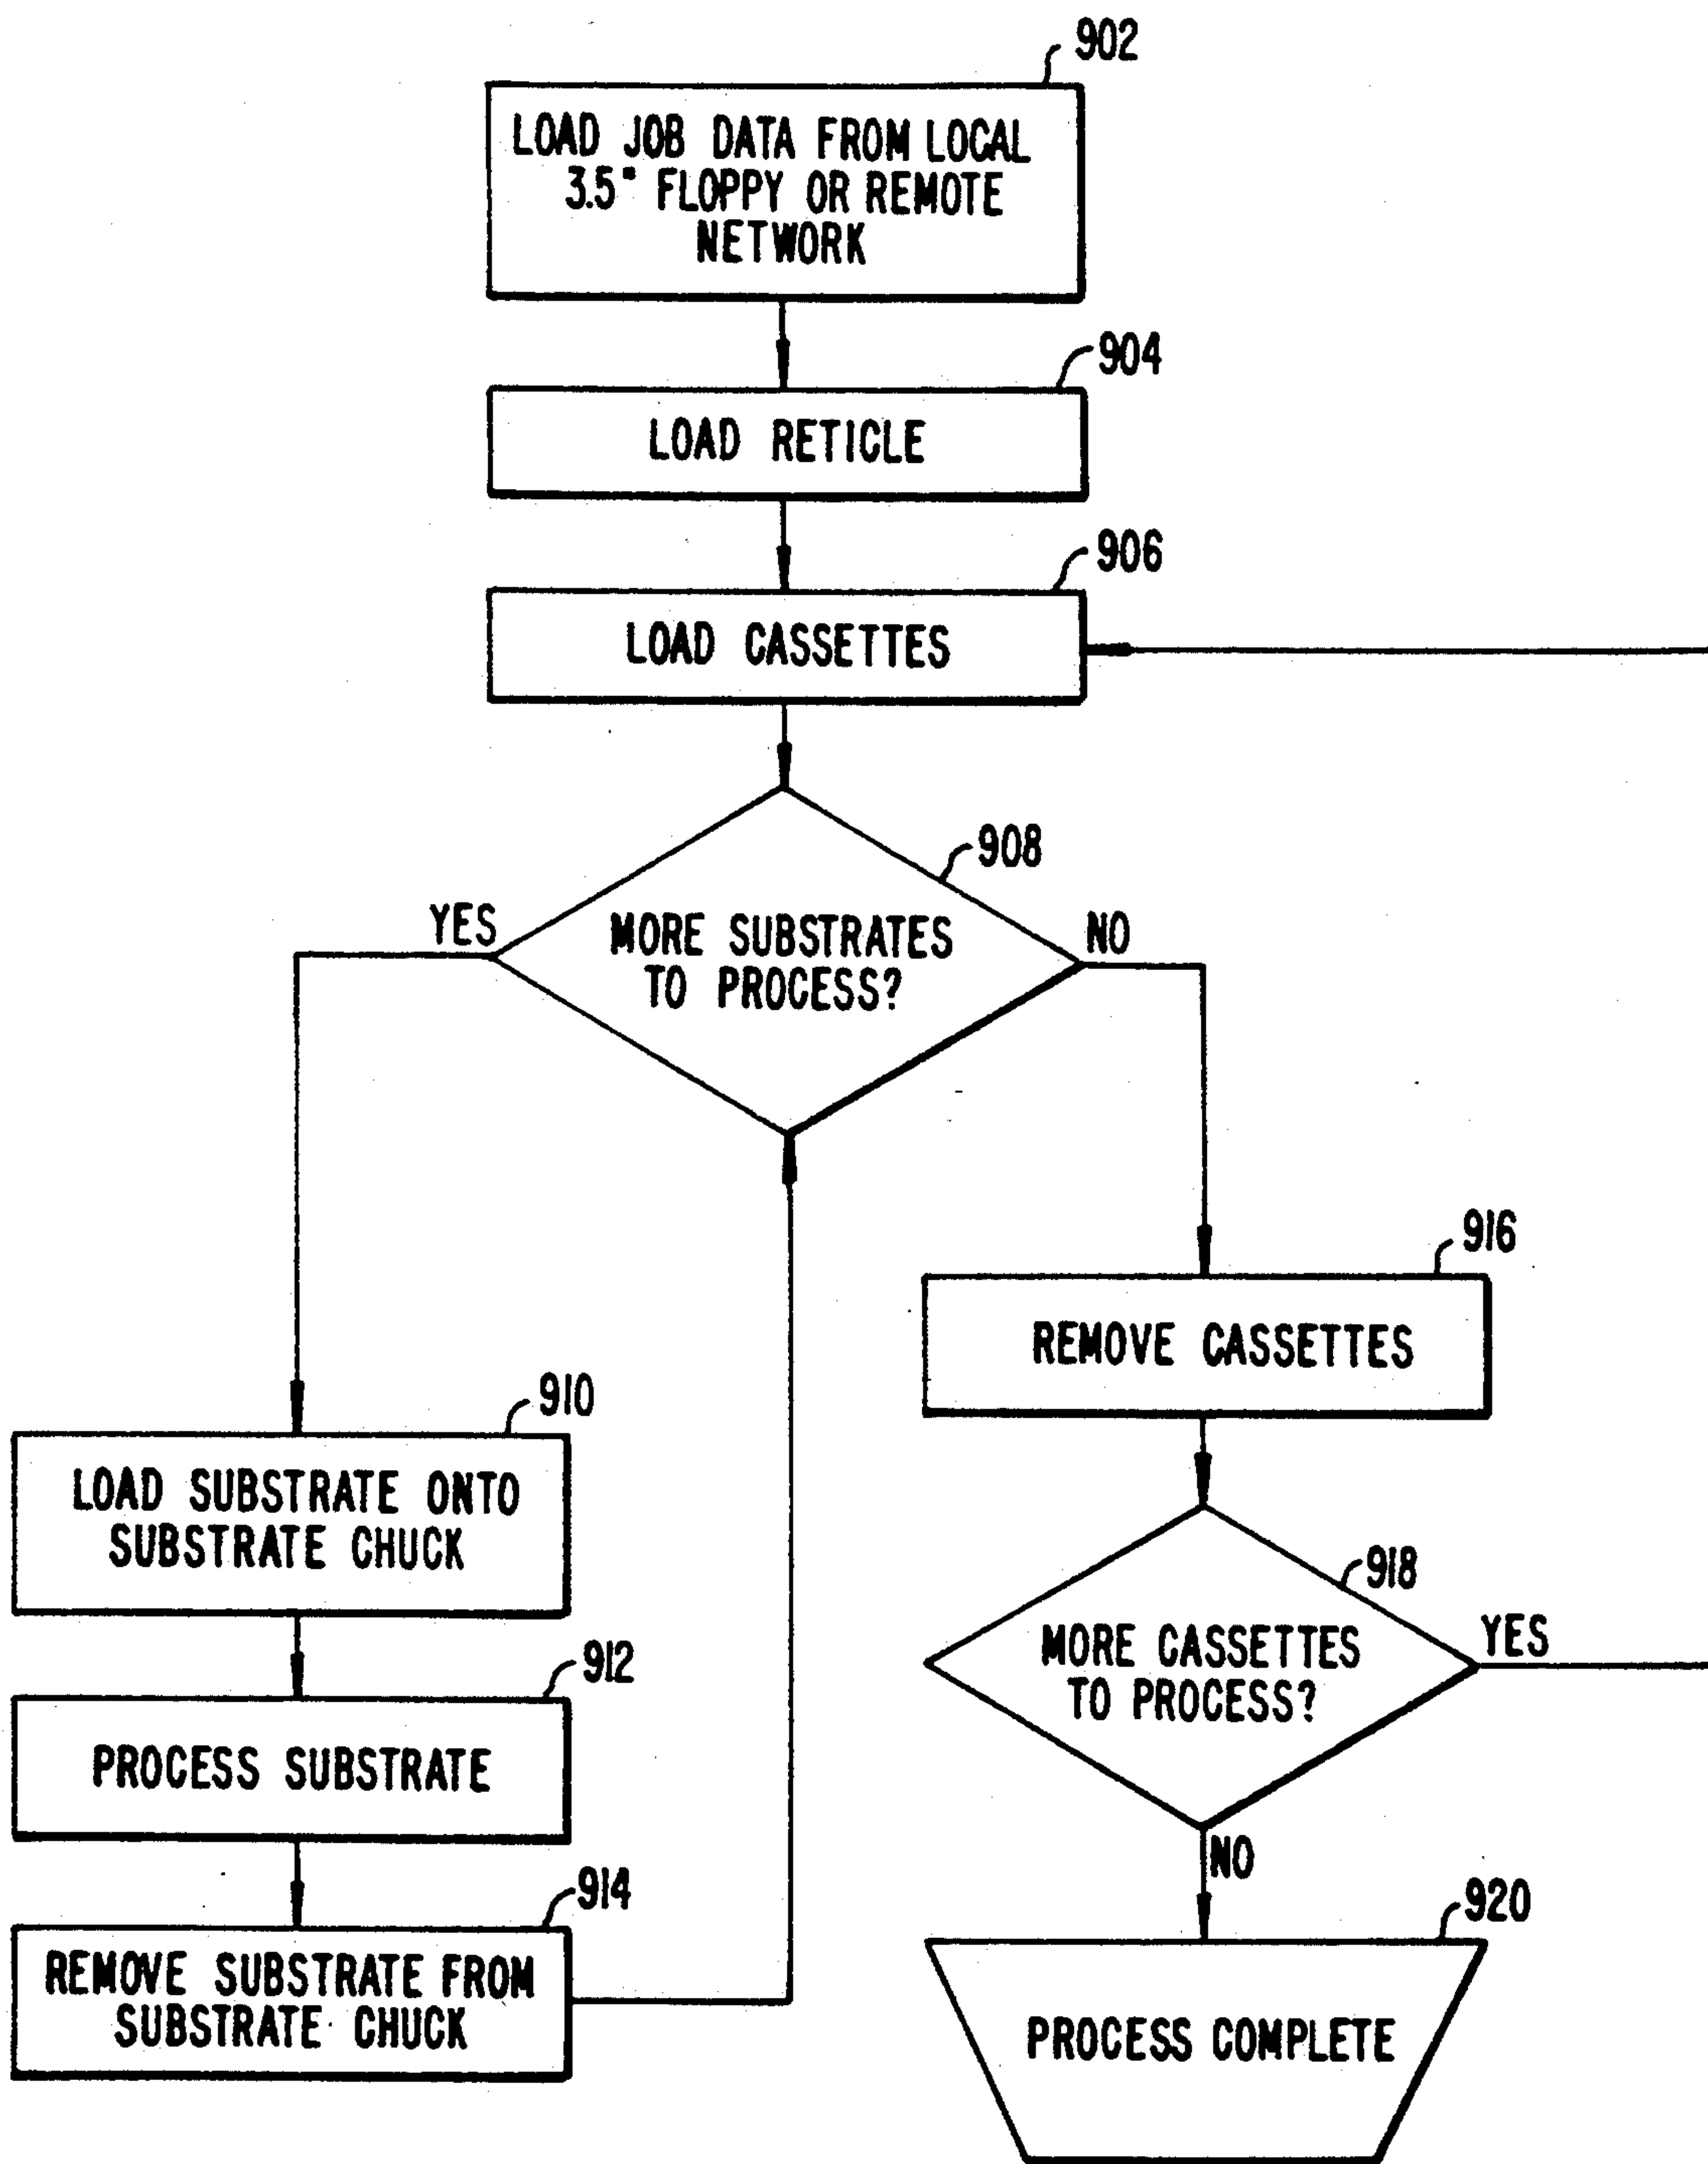 902
LOAD JOB DATA FROM LOCAL
3.5" FLOPPY OR REMOTE
NETWORK
904
LOAD RETICLE
906
LOAD CASSETTES
908
YES
MORE SUBSTRATES
TO PROCESS?
NO
910
LOAD SUBSTRATE ONTO
SUBSTRATE CHUCK
912
PROCESS SUBSTRATE
914
REMOVE SUBSTRATE FROM
SUBSTRATE CHUCK
916
REMOVE CASSETTES
918
MORE CASSETTES
TO PROCESS?
YES
NO
920
PROCESS COMPLETE